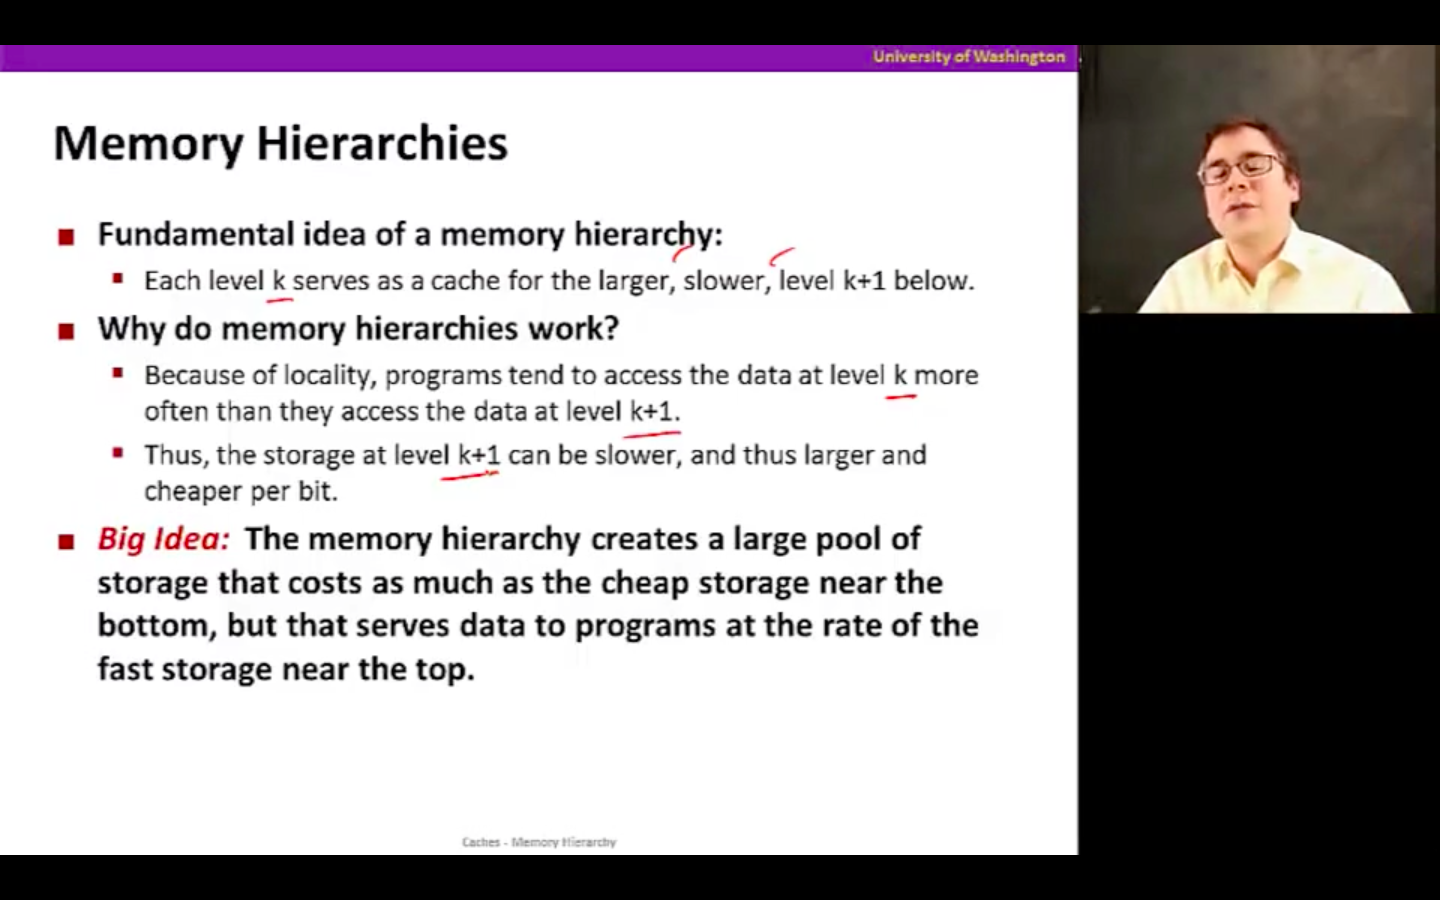 University of Washington
Memory Hierarchies
Fundamental idea of a memory hierarchy:
Each level k serves as a cache for the larger, slower, level k+1 below.
Why do memory hierarchies work?
Because of locality, programs tend to access the data at level k more
often than they access the data at level k+1.
Thus, the storage at level k+1 can be slower, and thus larger and
cheaper per bit.
Big Idea: The memory hierarchy creates a large pool of
storage that costs as much as the cheap storage near the
bottom, but that serves data to programs at the rate of the
fast storage near the top.
Caches - Memory Hierarchy